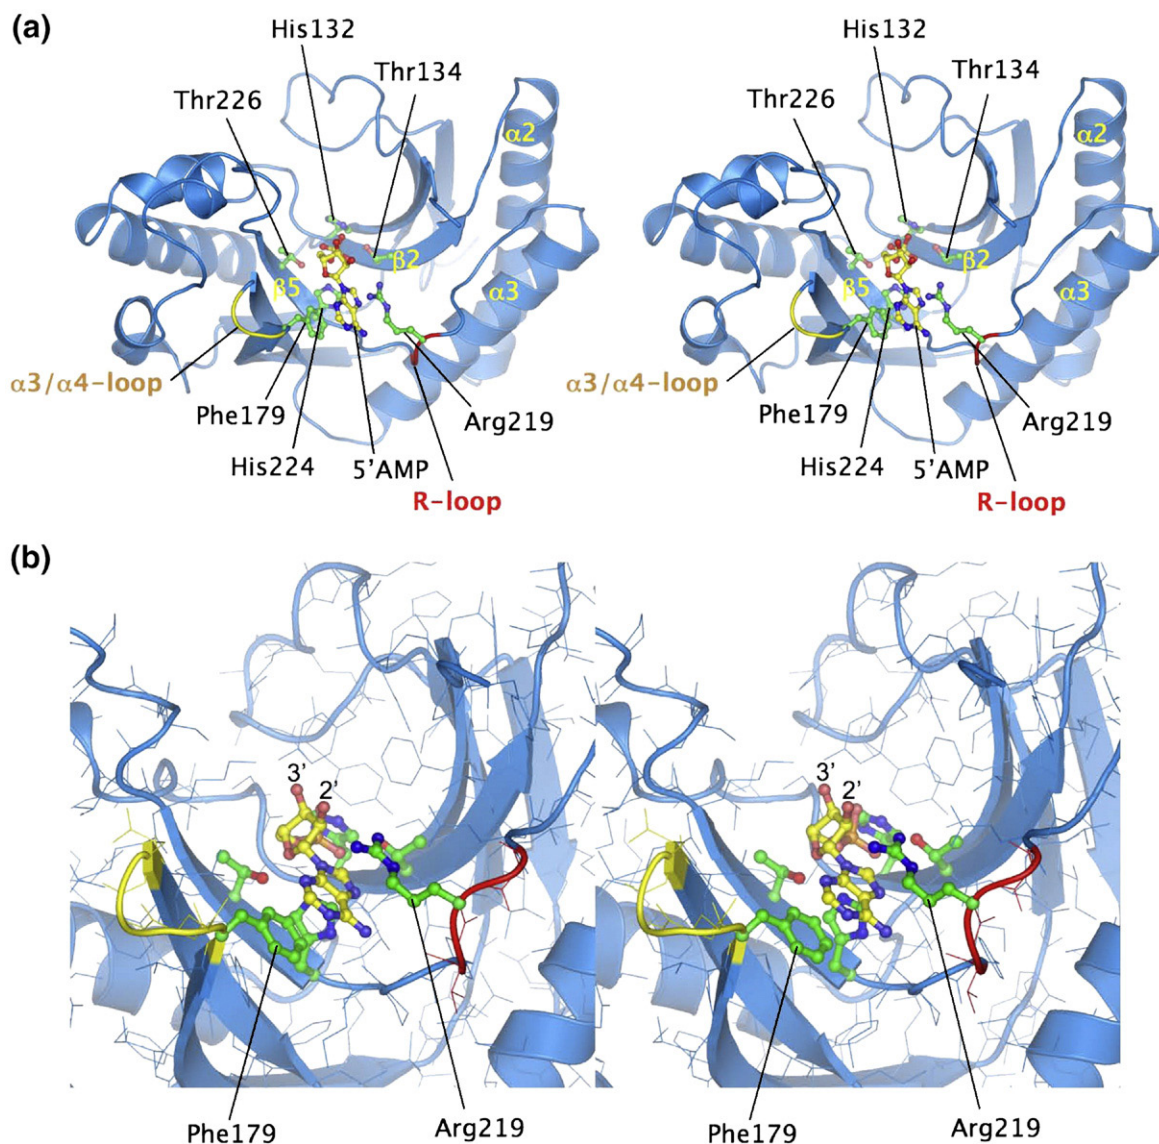 (a)
His132
Thr134
Thr226
α2
β2
β5
α3
α3/α4-loop
Phe179
His224
5'AMP
Arg219
R-loop
His132
Thr134
Thr226
α2
β2
β5
α3
α3/α4-loop
Phe179
His224
5'AMP
Arg219
R-loop
(b)
3'
2'
Phe179
Arg219
3'
2'
Phe179
Arg219